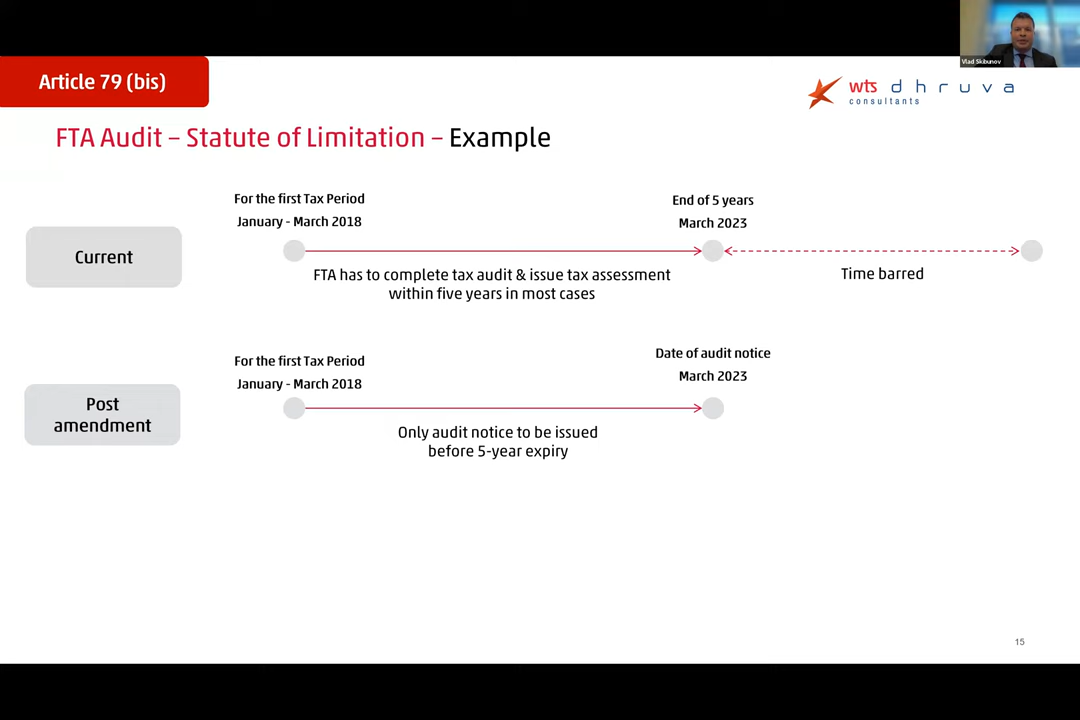 Vlad Skibunov
Article 79 (bis)
wts dhruva
consultants
FTA Audit – Statute of Limitation – Example
For the first Tax Period
January - March 2018
End of 5 years
March 2023
Current
FTA has to complete tax audit & issue tax assessment
within five years in most cases
Time barred
For the first Tax Period
January - March 2018
Date of audit notice
March 2023
Post
amendment
Only audit notice to be issued
before 5-year expiry
15